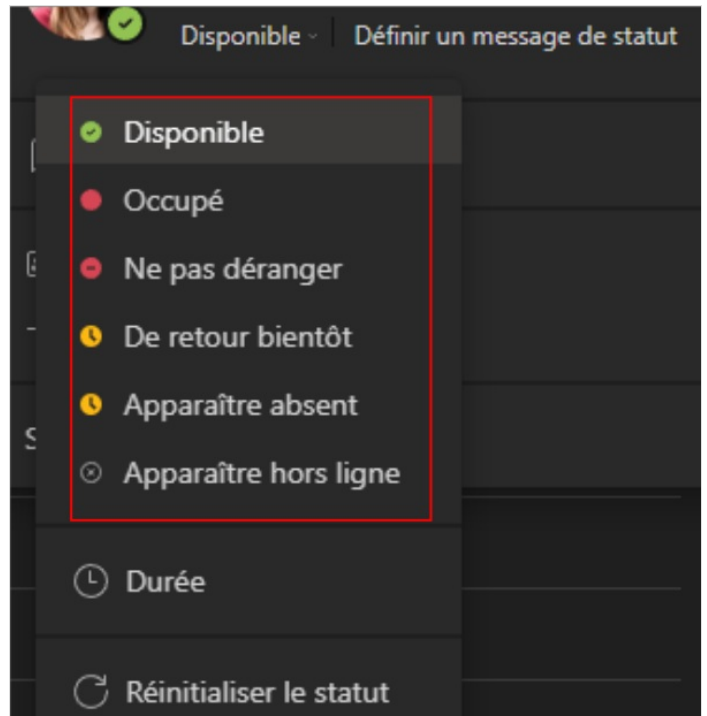 Disponible
Définir un message de statut
Disponible
Occupé
Ne pas déranger
De retour bientôt
Apparaître absent
Apparaître hors ligne
Durée
Réinitialiser le statut